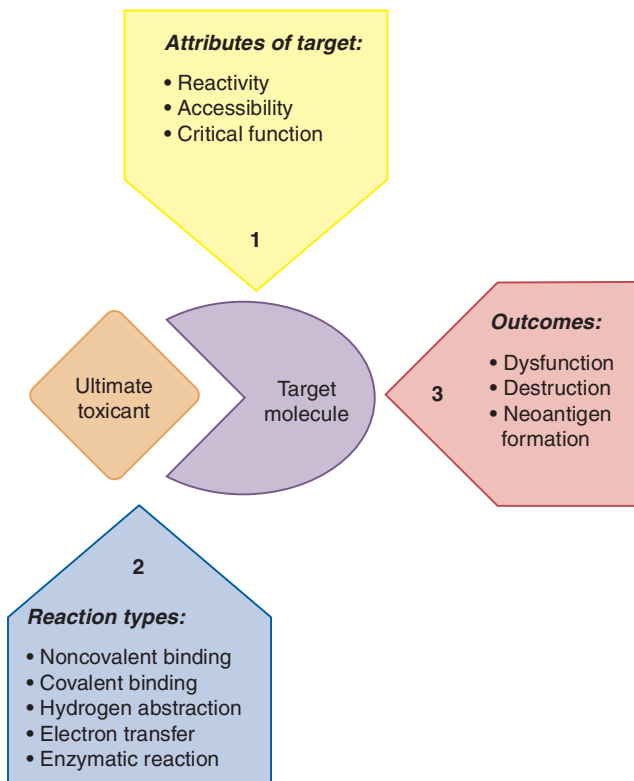 Attributes of target:
• Reactivity
• Accessibility
• Critical function
1
Ultimate
toxicant
Target
molecule
Outcomes:
• Dysfunction
• Destruction
• Neoantigen
formation
3
2
Reaction types:
• Noncovalent binding
• Covalent binding
• Hydrogen abstraction
• Electron transfer
• Enzymatic reaction